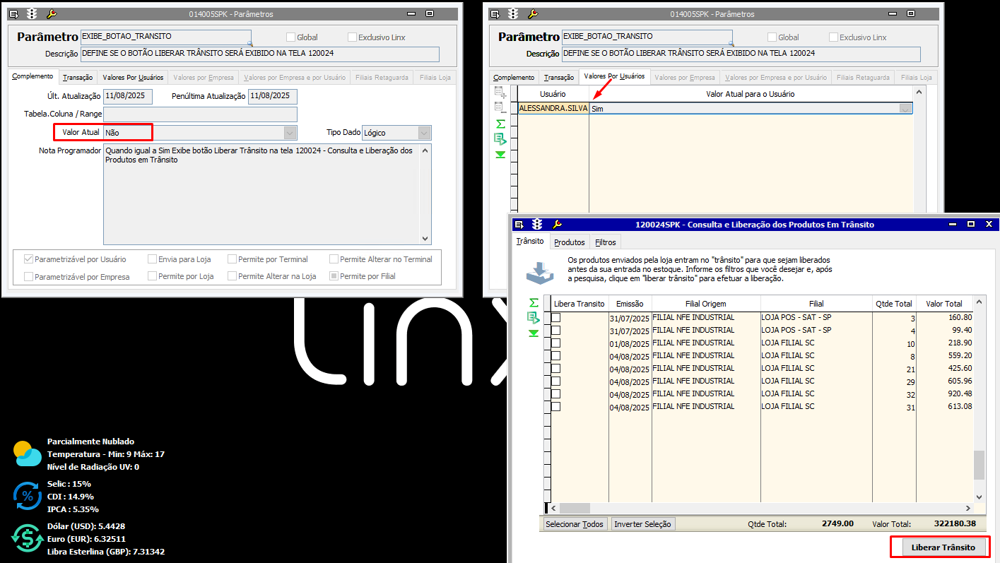 014005SPK - Parâmetros
Parâmetro EXIBE_BOTAO_TRANSITO Global Exclusivo Linx
Descrição DEFINE SE O BOTÃO LIBERAR TRÂNSITO SERÁ EXIBIDO NA TELA 120024
Complemento Transação Valores Por Usuários Valores por Empresa Valores por Empresa e por Usuário Filiais Retaguarda Filiais Loja
Últ. Atualização 11/08/2025 Penúltima Atualização 11/08/2025
Tabela.Coluna / Range
Valor Atual Não Tipo Dado Lógico
Nota Programador Quando igual a Sim Exibe botão Liberar Trânsito na tela 120024 - Consulta e Liberação dos
Produtos em Trânsito
Parametrizável por Usuário Envia para Loja Permite por Terminal Permite Alterar no Terminal
Parametrizável por Empresa Permite por Loja Permite Alterar na Loja Permite por Filial
014005SPK - Parâmetros
Parâmetro EXIBE_BOTAO_TRANSITO Global Exclusivo Linx
Descrição DEFINE SE O BOTÃO LIBERAR TRÂNSITO SERÁ EXIBIDO NA TELA 120024
Complemento Transação Valores Por Usuários Valores por Empresa Valores por Empresa e por Usuário Filiais Retaguarda Filiais Loja
Usuário Valor Atual para o Usuário
ALESSANDRA.SILVA Sim
120024SPK - Consulta e Liberação dos Produtos Em Trânsito
Trânsito Produtos Filtros
Os produtos enviados pela loja entram no "trânsito" para que sejam liberados
antes da sua entrada no estoque. Informe os filtros que você desejar e, após
a pesquisa, clique em "liberar trânsito" para efetuar a liberação.
Libera Transito Emissão Filial Origem Filial Qtde Total Valor Total
31/07/2025 FILIAL NFE INDUSTRIAL LOJA POS - SAT - SP 3 160.80
31/07/2025 FILIAL NFE INDUSTRIAL LOJA POS - SAT - SP 4 99.40
01/08/2025 FILIAL NFE INDUSTRIAL LOJA FILIAL SC 10 218.90
04/08/2025 FILIAL NFE INDUSTRIAL LOJA FILIAL SC 8 559.20
04/08/2025 FILIAL NFE INDUSTRIAL LOJA FILIAL SC 21 425.60
04/08/2025 FILIAL NFE INDUSTRIAL LOJA FILIAL SC 29 605.96
04/08/2025 FILIAL NFE INDUSTRIAL LOJA FILIAL SC 32 920.48
04/08/2025 FILIAL NFE INDUSTRIAL LOJA FILIAL SC 31 613.08
Selecionar Todos Inverter Seleção Qtde Total: 2749.00 Valor Total: 322180.38
Liberar Trânsito
Linx
Parcialmente Nublado
Temperatura - Min: 9 Máx: 17
Nível de Radiação UV: 0
%
Selic : 15%
CDI : 14.9%
IPCA : 5.35%
$
Dólar (USD): 5.4428
Euro (EUR): 6.32511
Libra Esterlina (GBP): 7.31342